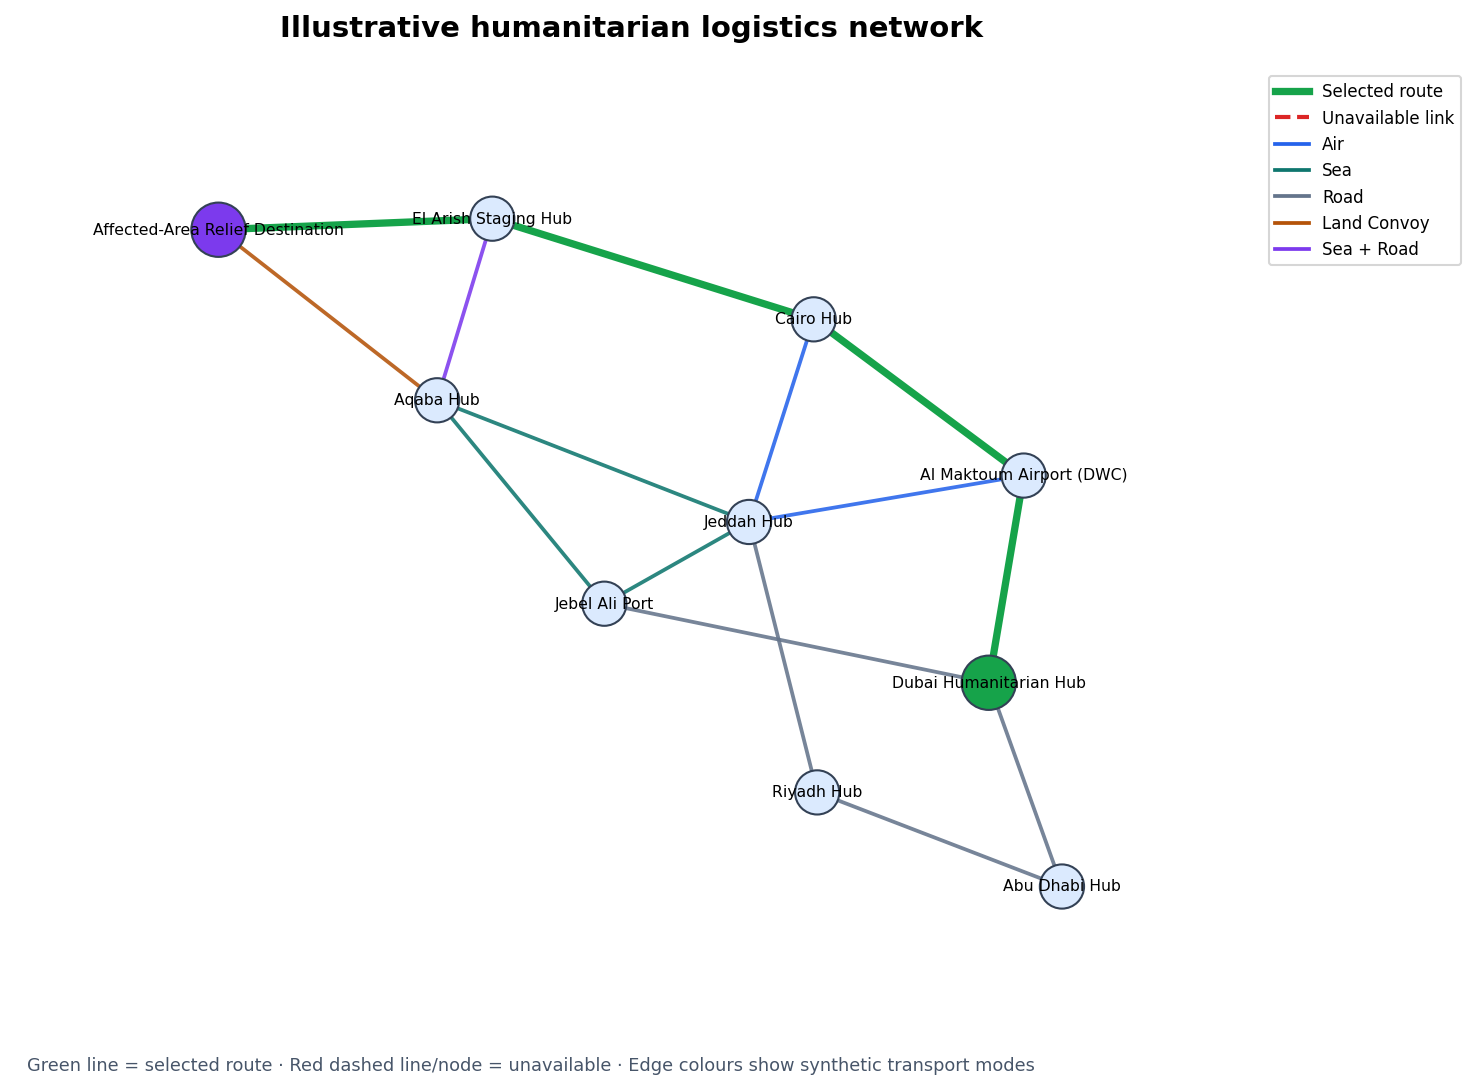 Illustrative humanitarian logistics network
Selected route
Unavailable link
Air
Sea
Road
Land Convoy
Sea + Road
El Arish Staging Hub
Affected-Area Relief Destination
Cairo Hub
Aqaba Hub
Al Maktoum Airport (DWC)
Jeddah Hub
Jebel Ali Port
Dubai Humanitarian Hub
Riyadh Hub
Abu Dhabi Hub
Green line = selected route · Red dashed line/node = unavailable · Edge colours show synthetic transport modes